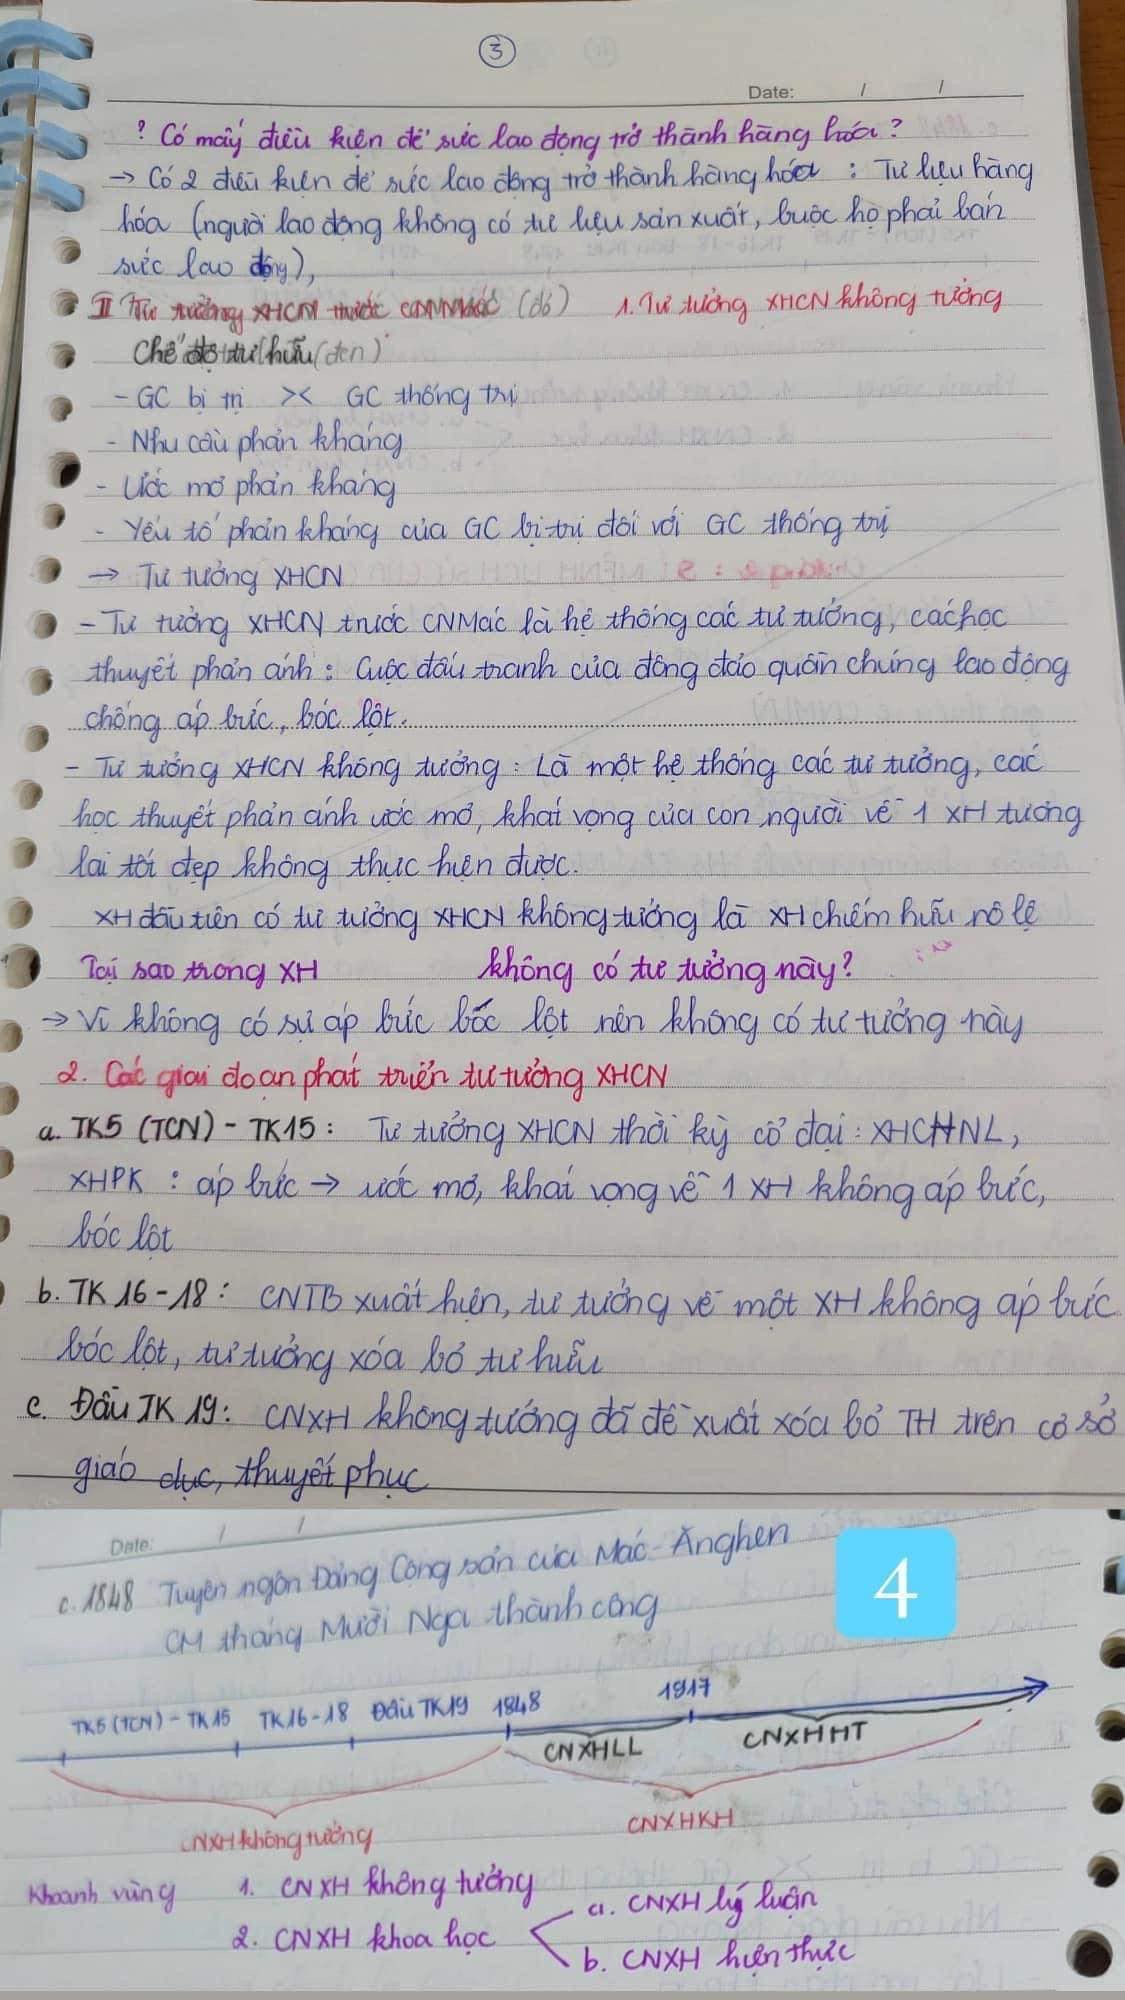 3
Date: / /
? Có mấy điều kiện để sức lao động trở thành hàng hóa?
→ Có 2 điều kiện để sức lao động trở thành hàng hóa : Tư liệu hàng
hóa (người lao động không có tư liệu sản xuất, buộc họ phải bán
sức lao động),
II Tư tưởng XHCN trước CNMác (đỏ) 1. Tư tưởng XHCN không tưởng
Chế độ tư hữu (đen)
- GC bị trị >< GC thống trị
- Nhu cầu phản kháng
- Ước mơ phản kháng
- Yếu tố phản kháng của GC bị trị đối với GC thống trị
→ Tư tưởng XHCN
- Tư tưởng XHCN trước CNMác là hệ thống các tư tưởng, các học
thuyết phản ánh : Cuộc đấu tranh của đông đảo quần chúng lao động
chống áp bức, bóc lột.
- Tư tưởng XHCN không tưởng : Là một hệ thống các tư tưởng, các
học thuyết phản ánh ước mơ, khát vọng của con người về 1 XH tương
lai tốt đẹp không thực hiện được.
XH đầu tiên có tư tưởng XHCN không tưởng là XH chiếm hữu nô lệ
Tại sao trong XH không có tư tưởng này?
→ Vì không có sự áp bức bóc lột nên không có tư tưởng này
2. Các giai đoạn phát triển tư tưởng XHCN
a. TK5 (TCN) - TK15 : Tư tưởng XHCN thời kỳ cổ đại : XHCHNL,
XHPK : áp bức → ước mơ, khát vọng về 1 XH không áp bức,
bóc lột
b. TK 16-18 : CNTB xuất hiện, tư tưởng về một XH không áp bức
bóc lột, tư tưởng xóa bỏ tư hữu
c. Đầu TK 19 : CNXH không tưởng đã đề xuất xóa bỏ TH trên cơ sở
giáo dục, thuyết phục
Date: / /
4
c. 1848 Tuyên ngôn Đảng Cộng sản của Mác-Ănghen
CM tháng Mười Nga thành công
TK5 (TCN) - TK15 TK16-18 Đầu TK19 1848 1917
CNXHLL CNXHHT
CNXH không tưởng CNXHKH
Khoanh vùng 1. CNXH không tưởng
2. CNXH khoa học
a. CNXH lý luận
b. CNXH hiện thực